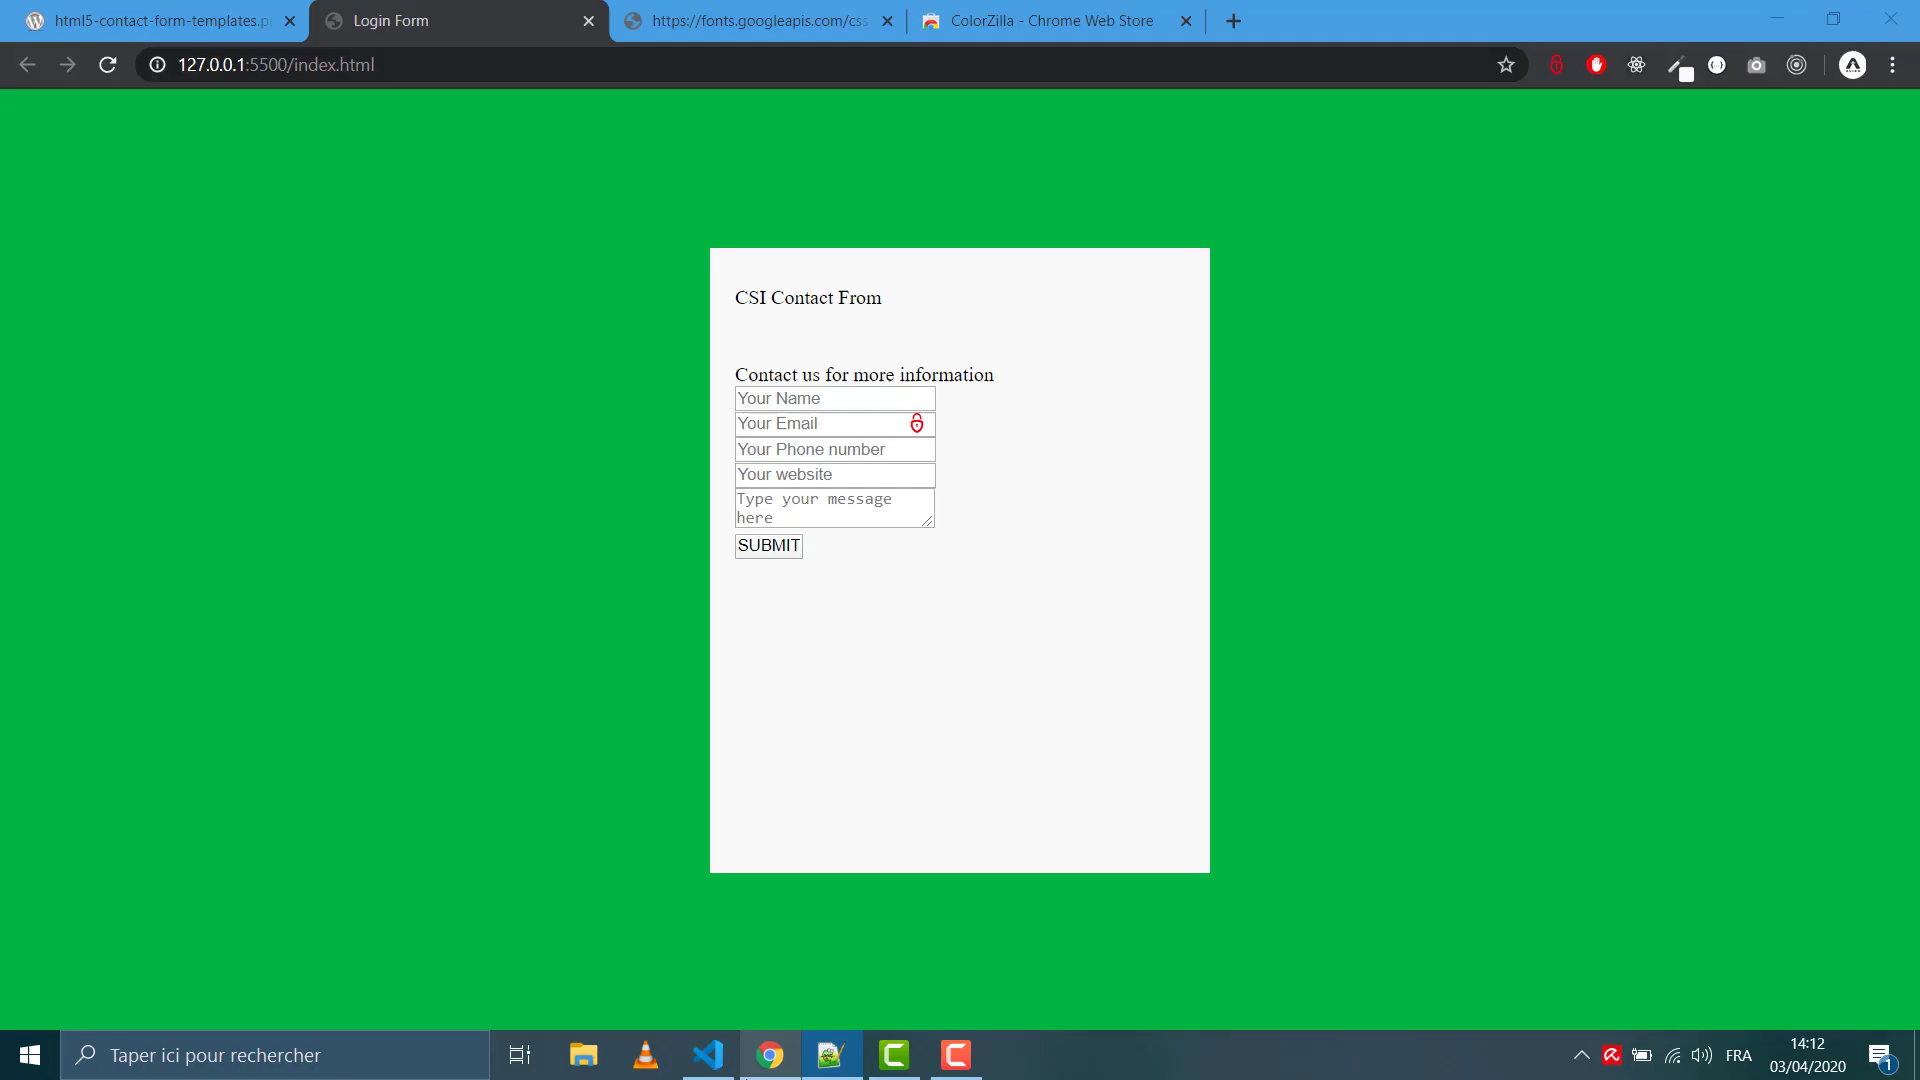 html5-contact-form-templates.p
Login Form
https://fonts.googleapis.com/css
ColorZilla - Chrome Web Store
127.0.0.1:5500/index.html
CSI Contact From
Contact us for more information
Your Name
Your Email
Your Phone number
Your website
Type your message
here
SUBMIT
Taper ici pour rechercher
FRA
14:12
03/04/2020
1